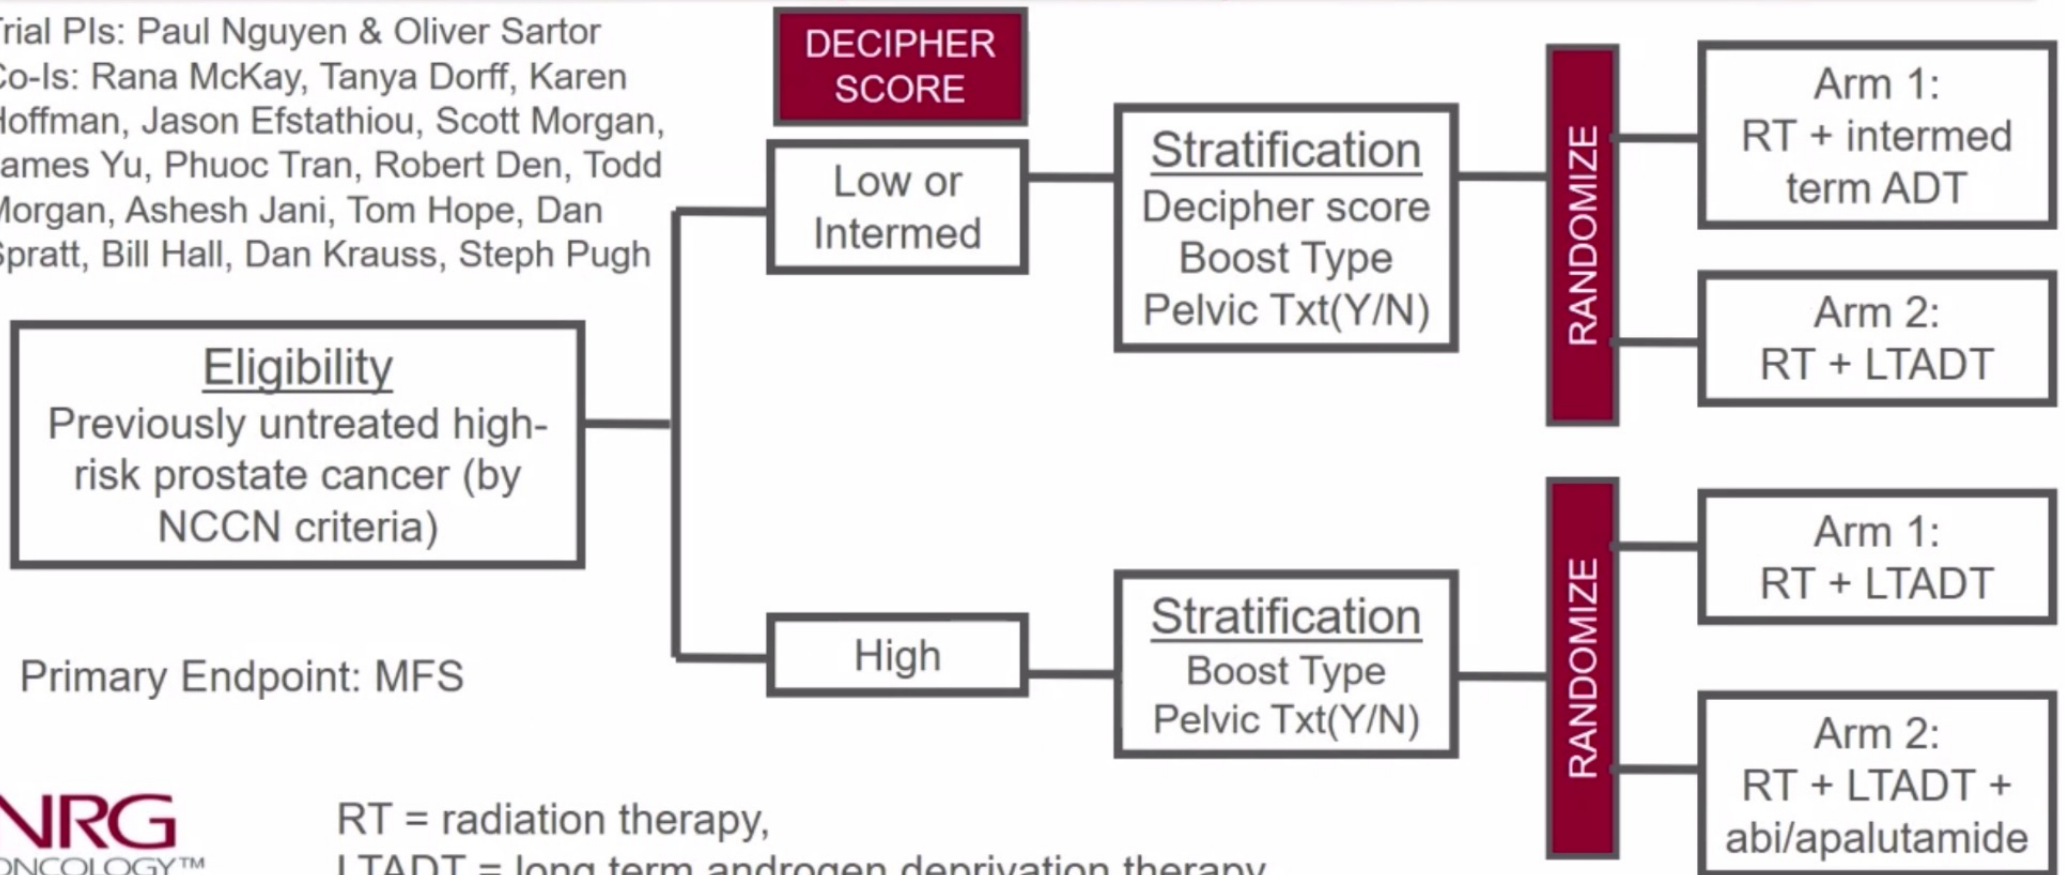 rial PIs: Paul Nguyen & Oliver Sartor
Co-Is: Rana McKay, Tanya Dorff, Karen
Hoffman, Jason Efstathiou, Scott Morgan,
ames Yu, Phuoc Tran, Robert Den, Todd
Morgan, Ashesh Jani, Tom Hope, Dan
Spratt, Bill Hall, Dan Krauss, Steph Pugh
Eligibility
Previously untreated high-
risk prostate cancer (by
NCCN criteria)
Primary Endpoint: MFS
DECIPHER
SCORE
Low or
Intermed
Stratification
Decipher score
Boost Type
Pelvic Txt(Y/N)
RANDOMIZE
Arm 1:
RT + intermed
term ADT
Arm 2:
RT + LTADT
High
Stratification
Boost Type
Pelvic Txt(Y/N)
RANDOMIZE
Arm 1:
RT + LTADT
Arm 2:
RT + LTADT +
abi/apalutamide
NRG
ONCOLOGY™
RT = radiation therapy,
LTADT = long term androgen deprivation therapy